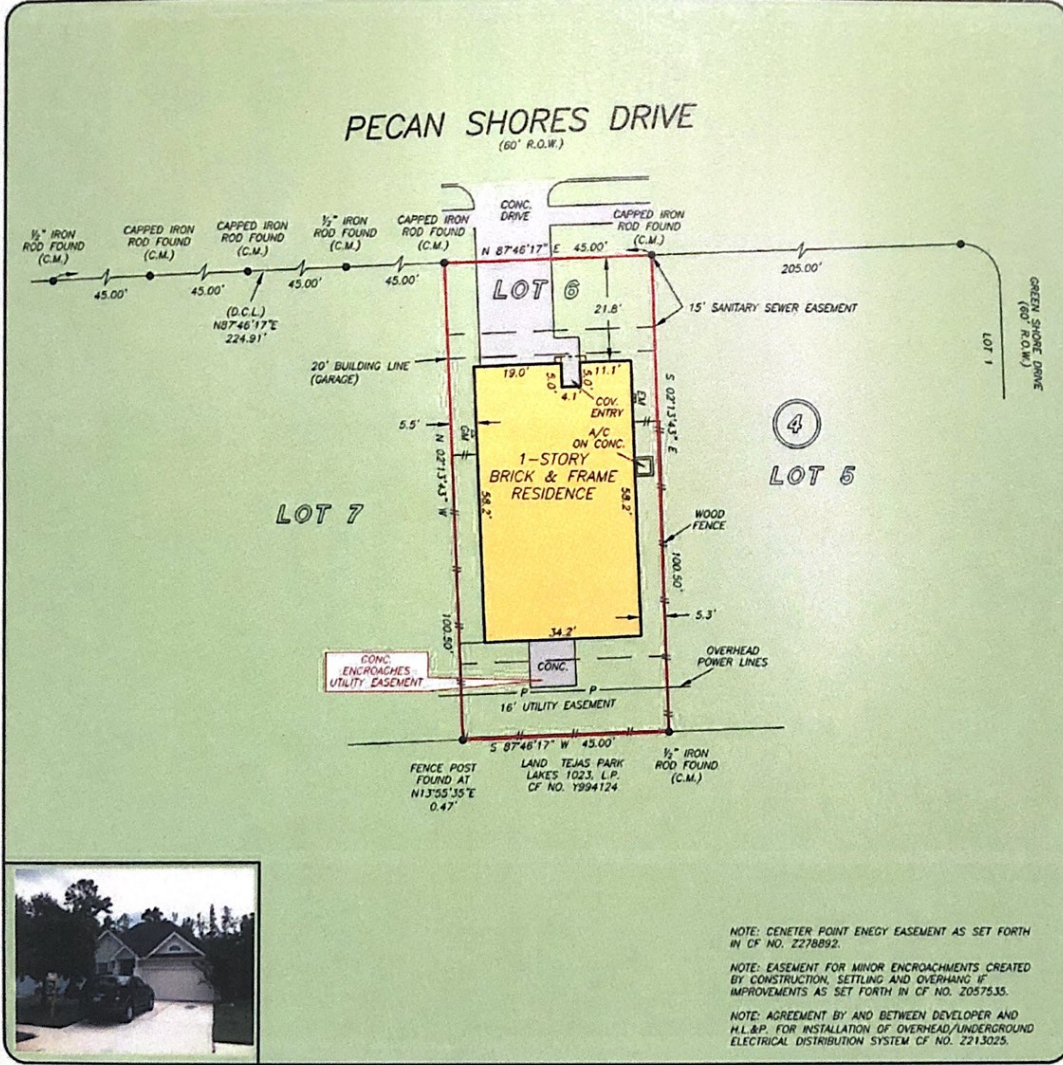 PECAN SHORES DRIVE
(60' R.O.W.)
CONC.
DRIVE
½" IRON
ROD FOUND
(C.M.)
CAPPED IRON
ROD FOUND
(C.M.)
CAPPED IRON
ROD FOUND
(C.M.)
½" IRON
ROD FOUND
(C.M.)
CAPPED IRON
ROD FOUND
(C.M.)
CAPPED IRON
ROD FOUND
(C.M.)
N 87°46'17" E 45.00'
45.00'
45.00'
45.00'
45.00'
205.00'
(D.C.L.)
N87°46'17"E
224.91'
LOT 6
21.8'
15' SANITARY SEWER EASEMENT
GREEN SHORE DRIVE
(60' R.O.W.)
LOT 1
20' BUILDING LINE
(GARAGE)
19.0'
5.0'
4.1'
5.0'
11.1'
COV.
ENTRY
5.5'
GM
EM
A/C
ON CONC.
N 02°13'43" W
S 02°13'43" E
4
LOT 5
1-STORY
BRICK & FRAME
RESIDENCE
58.2'
58.2'
LOT 7
WOOD
FENCE
100.50'
100.50'
5.3'
34.2'
CONC.
ENCROACHES
UTILITY EASEMENT
CONC.
OVERHEAD
POWER LINES
P P
16' UTILITY EASEMENT
S 87°46'17" W 45.00'
FENCE POST
FOUND AT
N13°55'35"E
0.47'
LAND TEJAS PARK
LAKES 1023, L.P.
CF NO. Y994124
½" IRON
ROD FOUND
(C.M.)
NOTE: CENETER POINT ENEGY EASEMENT AS SET FORTH
IN CF NO. Z278892.
NOTE: EASEMENT FOR MINOR ENCROACHMENTS CREATED
BY CONSTRUCTION, SETTLING AND OVERHANG IF
IMPROVEMENTS AS SET FORTH IN CF NO. Z057535.
NOTE: AGREEMENT BY AND BETWEEN DEVELOPER AND
H.L.&P. FOR INSTALLATION OF OVERHEAD/UNDERGROUND
ELECTRICAL DISTRIBUTION SYSTEM CF NO. Z213025.